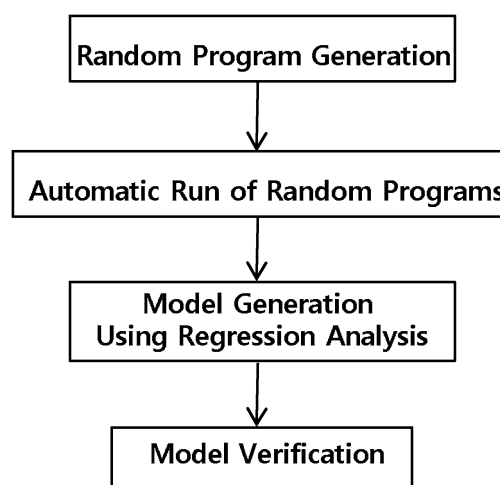 Random Program Generation
Automatic Run of Random Programs
Model Generation
Using Regression Analysis
Model Verification